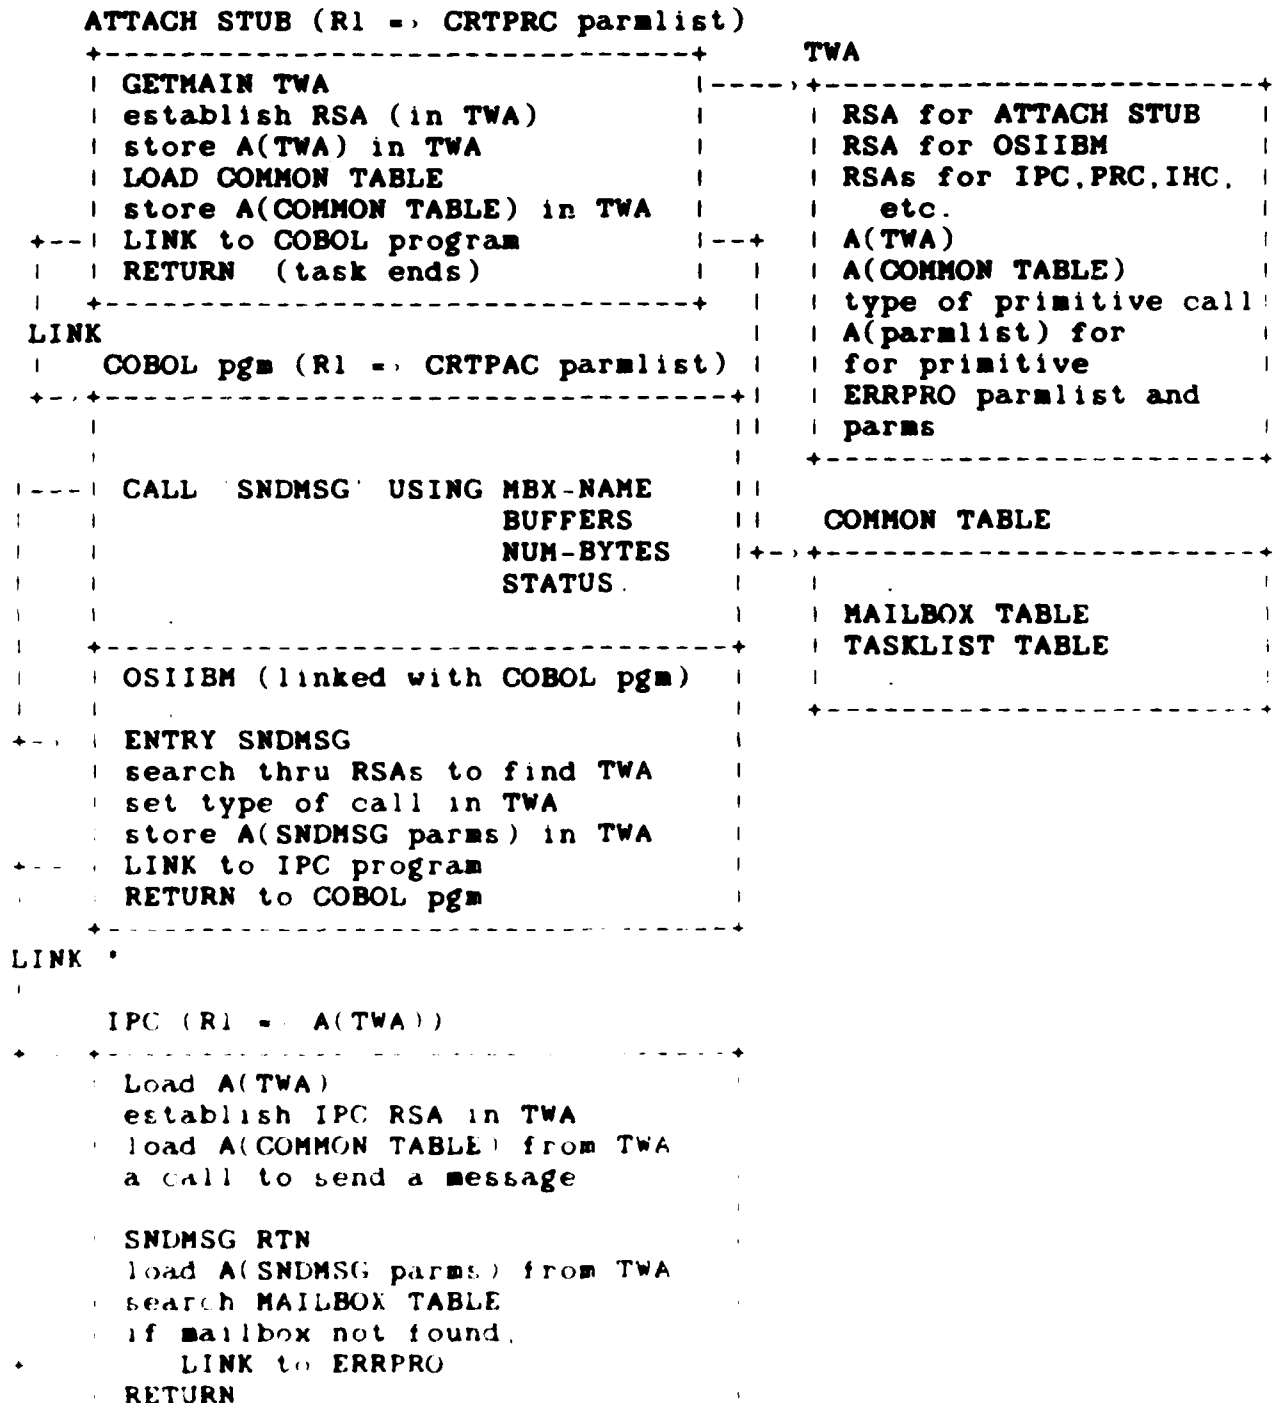 ATTACH STUB (R1 => CRTPRC parmlist)
GETMAIN TWA
establish RSA (in TWA)
store A(TWA) in TWA
LOAD COMMON TABLE
store A(COMMON TABLE) in TWA
LINK to COBOL program
RETURN (task ends)
TWA
RSA for ATTACH STUB
RSA for OSIIBM
RSAs for IPC,PRC,IHC,
etc.
A(TWA)
A(COMMON TABLE)
type of primitive call
A(parmlist) for
for primitive
ERRPRO parmlist and
parms
LINK
COBOL pgm (R1 => CRTPAC parmlist)
CALL 'SNDMSG' USING MBX-NAME
BUFFERS
NUM-BYTES
STATUS.
COMMON TABLE
.
MAILBOX TABLE
TASKLIST TABLE
.
OSIIBM (linked with COBOL pgm)
ENTRY SNDMSG
search thru RSAs to find TWA
set type of call in TWA
store A(SNDMSG parms) in TWA
LINK to IPC program
RETURN to COBOL pgm
LINK
IPC (R1 = A(TWA))
Load A(TWA)
establish IPC RSA in TWA
load A(COMMON TABLE) from TWA
a call to send a message
SNDMSG RTN
load A(SNDMSG parms) from TWA
search MAILBOX TABLE
if mailbox not found,
LINK to ERRPRO
RETURN